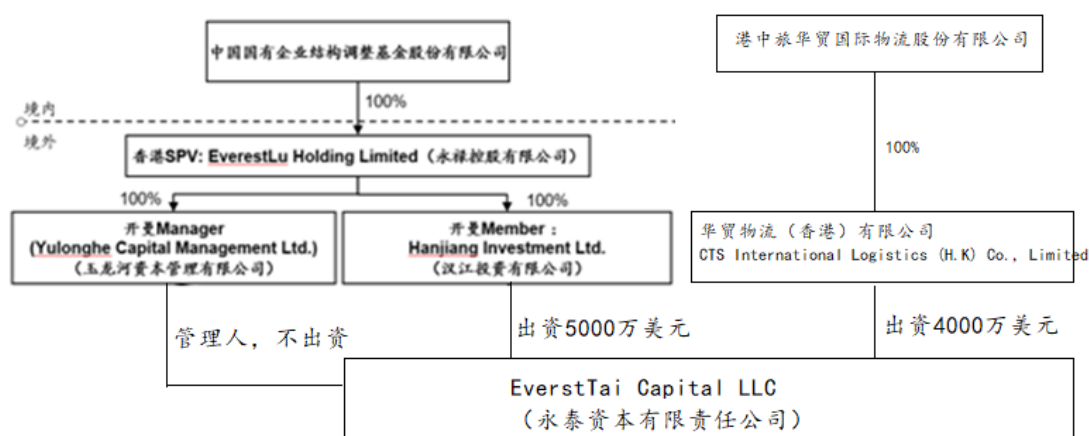 中国国有企业结构调整基金股份有限公司
港中旅华贸国际物流股份有限公司
100%
境内
境外
100%
香港SPV: EverestLu Holding Limited（永禄控股有限公司）
100%
100%
开曼Manager
(Yulonghe Capital Management Ltd.)
（玉龙河资本管理有限公司）
开曼Member：
Hanjiang Investment Ltd.
（汉江投资有限公司）
华贸物流（香港）有限公司
CTS International Logistics (H.K) Co., Limited
管理人，不出资
出资5000万美元
出资4000万美元
EverstTai Capital LLC
（永泰资本有限责任公司）